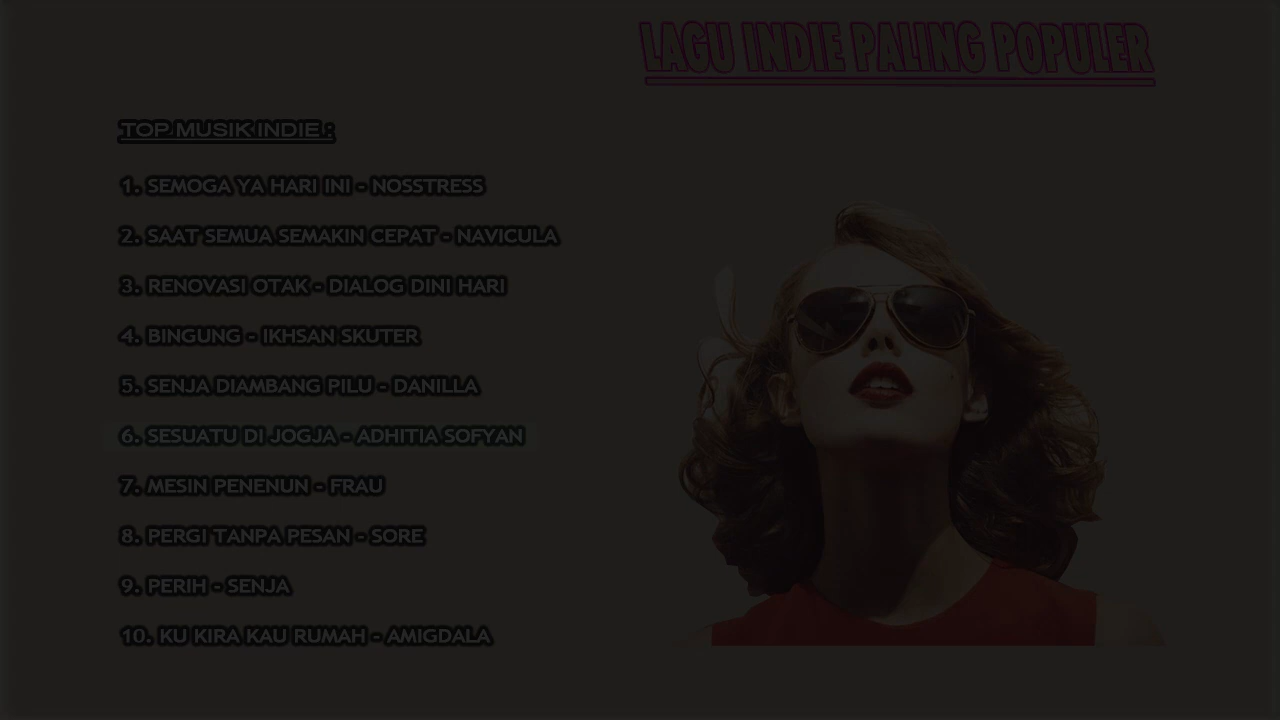 LAGU INDIE PALING POPULER
TOP MUSIK INDIE :
1. SEMOGA YA HARI INI - NOSSTRESS
2. SAAT SEMUA SEMAKIN CEPAT - NAVICULA
3. RENOVASI OTAK - DIALOG DINI HARI
4. BINGUNG - IKHSAN SKUTER
5. SENJA DIAMBANG PILU - DANILLA
6. SESUATU DI JOGJA - ADHITIA SOFYAN
7. MESIN PENENUN - FRAU
8. PERGI TANPA PESAN - SORE
9. PERIH - SENJA
10. KU KIRA KAU RUMAH - AMIGDALA